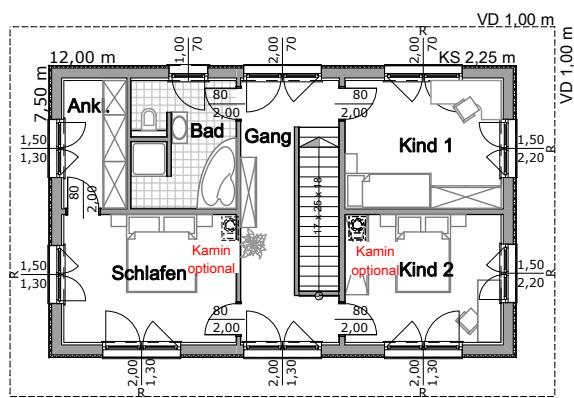 VD 1,00 m
R
R
R
12,00 m
1,00
70
2,00
70
2,00
70
KS 2,25 m
VD 1,00 m
7,50 m
Ank.
80
2,00
80
2,00
Bad
Gang
Kind 1
1,50
1,30
1,50
2,20
R
80
2,00
17 x 25 x 18
Kamin
optional
Kamin
optional
Schlafen
Kind 2
R
1,50
1,30
1,50
2,20
R
80
2,00
80
2,00
2,00
1,30
2,00
1,30
2,00
1,30
R
R